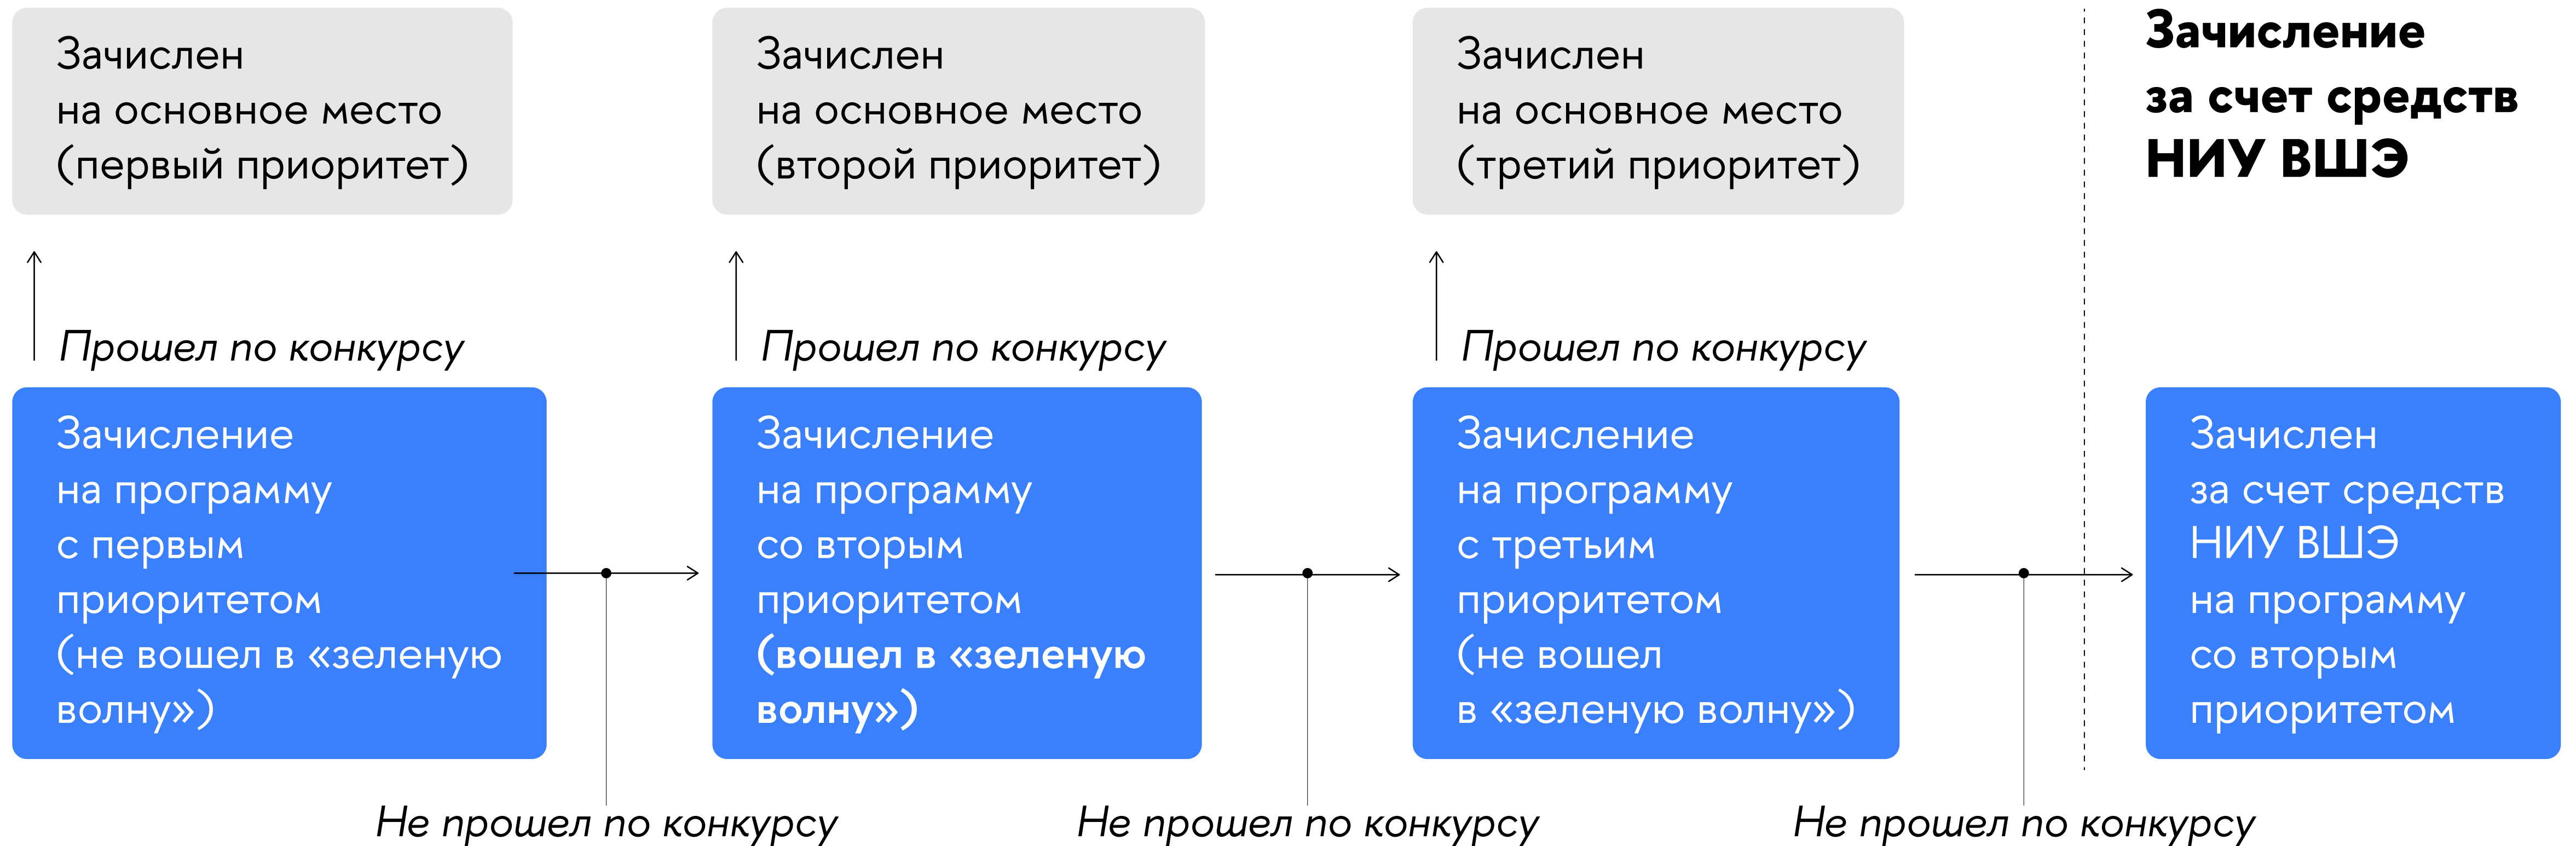 Зачислен
на основное место
(первый приоритет)
Зачислен
на основное место
(второй приоритет)
Зачислен
на основное место
(третий приоритет)
Зачисление
за счет средств
НИУ ВШЭ
Прошел по конкурсу
Прошел по конкурсу
Прошел по конкурсу
Зачисление
на программу
с первым
приоритетом
(не вошел в «зеленую
волну»)
Зачисление
на программу
со вторым
приоритетом
(вошел в «зеленую
волну»)
Зачисление
на программу
с третьим
приоритетом
(не вошел
в «зеленую волну»)
Зачислен
за счет средств
НИУ ВШЭ
на программу
со вторым
приоритетом
Не прошел по конкурсу
Не прошел по конкурсу
Не прошел по конкурсу